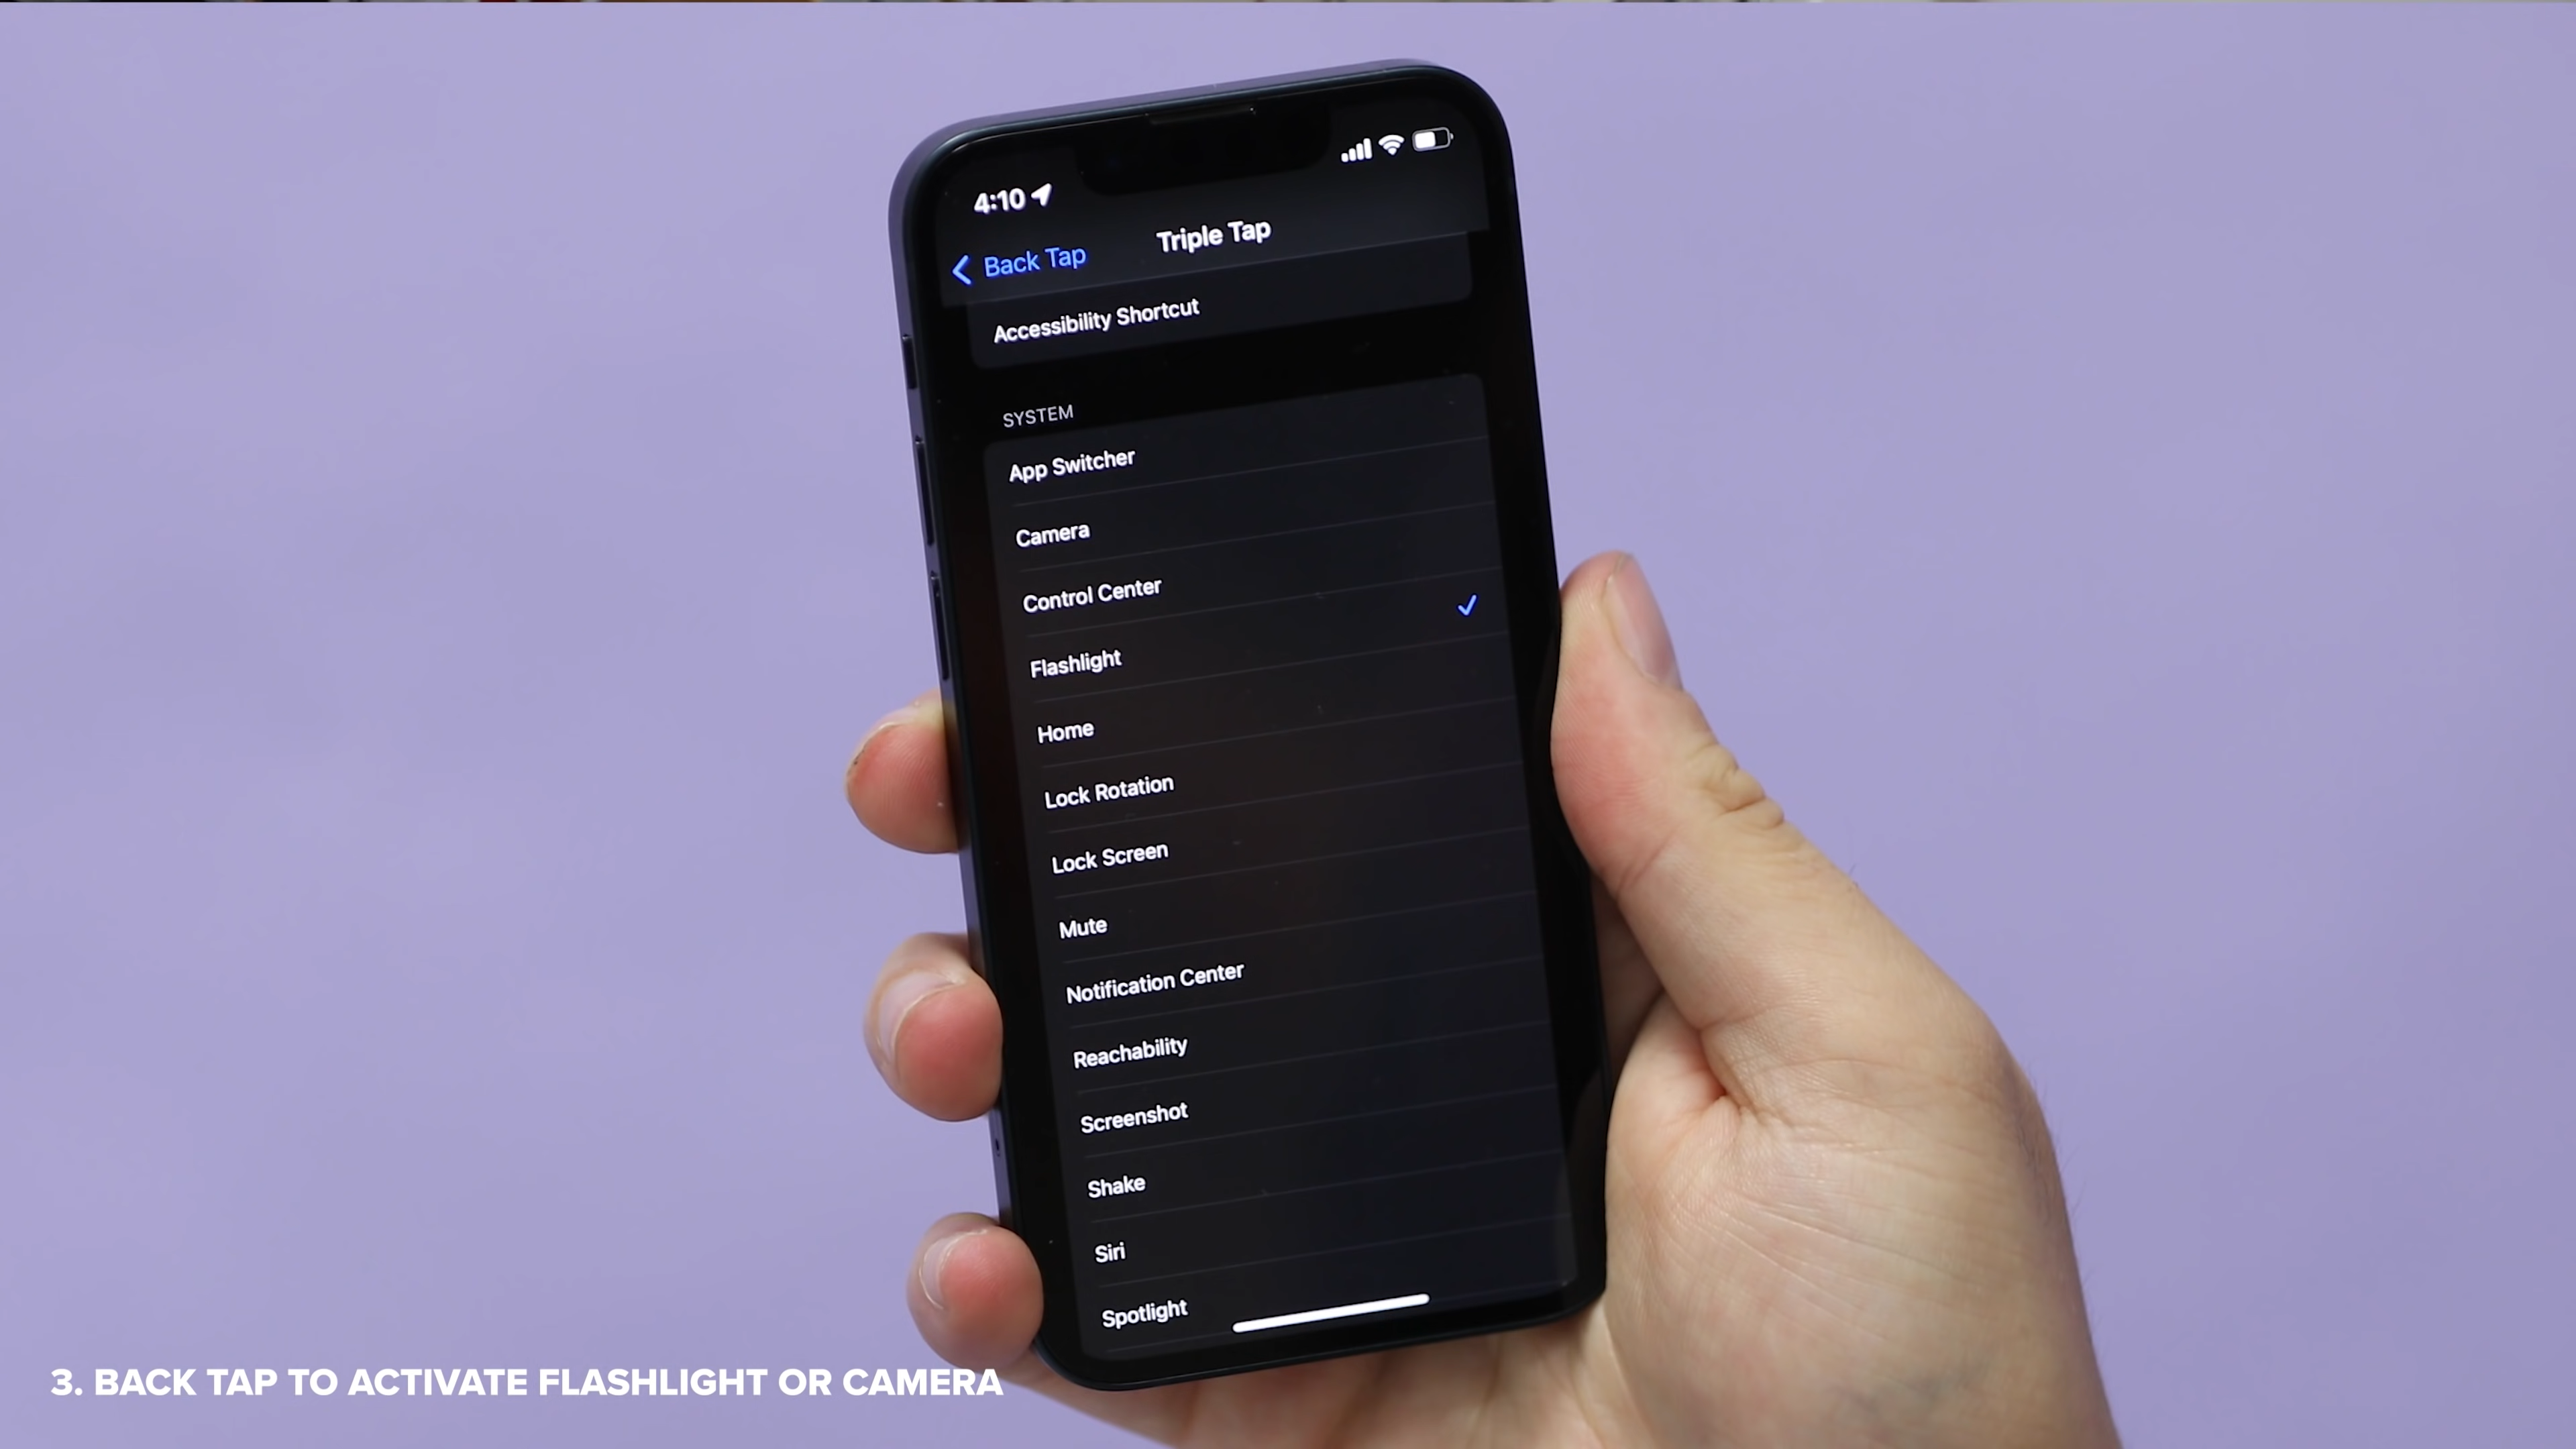 4:10
Back Tap
Triple Tap
Accessibility Shortcut
SYSTEM
App Switcher
Camera
Control Center
Flashlight
Home
Lock Rotation
Lock Screen
Mute
Notification Center
Reachability
Screenshot
Shake
Siri
Spotlight
3. BACK TAP TO ACTIVATE FLASHLIGHT OR CAMERA